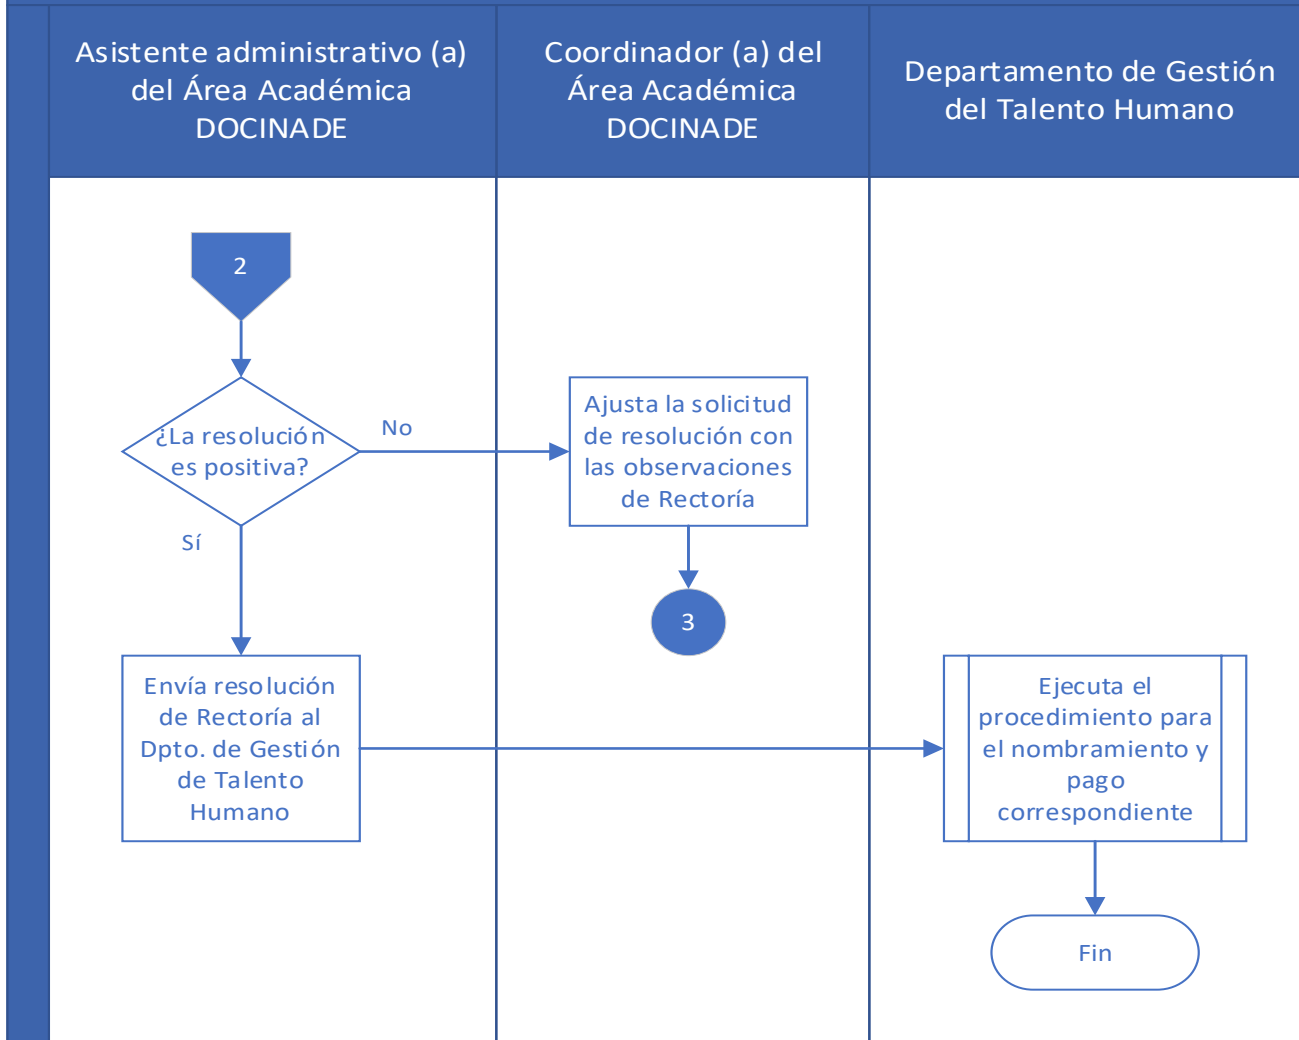 Asistente administrativo (a)
del Área Académica
DOCINADE
Coordinador (a) del
Área Académica
DOCINADE
Departamento de Gestión
del Talento Humano
2
¿La resolución
es positiva?
No
Sí
Ajusta la solicitud
de resolución con
las observaciones
de Rectoría
3
Envía resolución
de Rectoría al
Dpto. de Gestión
de Talento
Humano
Ejecuta el
procedimiento para
el nombramiento y
pago
correspondiente
Fin